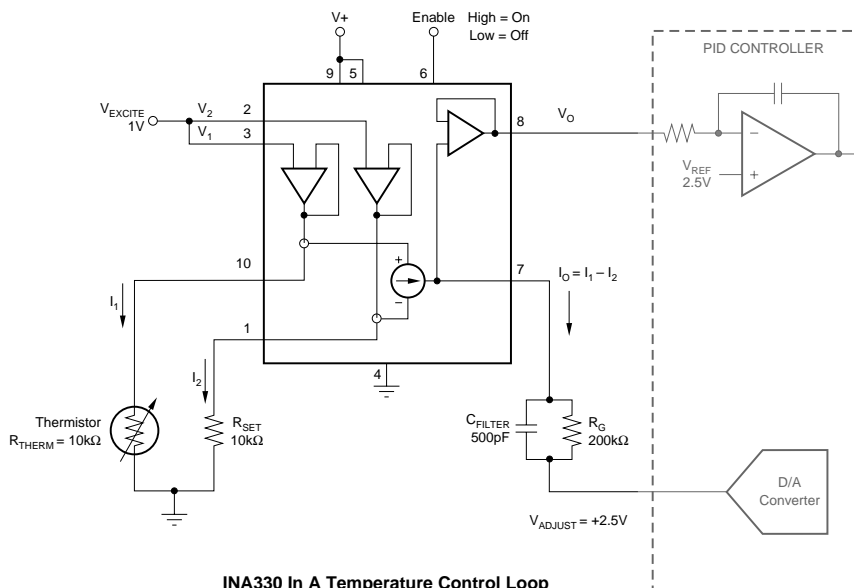 V+
Enable
High = On
Low = Off
PID CONTROLLER
9
5
6
V_EXCITE
1V
V_2
2
V_1
3
8
V_O
−
+
V_REF
2.5V
10
+
−
7
I_O = I_1 – I_2
I_1
1
I_2
4
Thermistor
R_THERM = 10kΩ
R_SET
10kΩ
C_FILTER
500pF
R_G
200kΩ
D/A
Converter
V_ADJUST = +2.5V
INA330 In A Temperature Control Loop